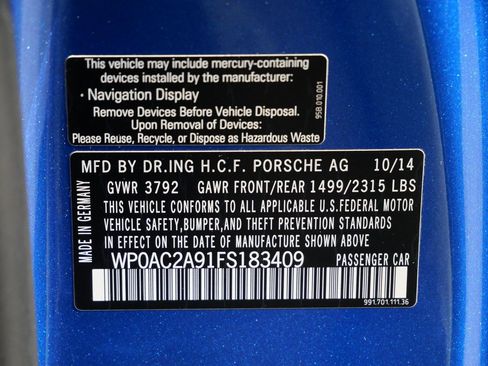 This vehicle may include mercury-containing
devices installed by the manufacturer:
· Navigation Display
Remove Devices Before Vehicle Disposal.
Upon Removal of Devices:
Please Reuse, Recycle, or Dispose as Hazardous Waste
95B.010.001
MFD BY DR.ING H.C.F. PORSCHE AG 10/14
GVWR 3792 GAWR FRONT/REAR 1499/2315 LBS
THIS VEHICLE CONFORMS TO ALL APPLICABLE U.S.FEDERAL MOTOR
VEHICLE SAFETY,BUMPER,AND THEFT PREVENTION STANDARDS
IN EFFECT ON THE DATE OF MANUFACTURE SHOWN ABOVE
WP0AC2A91FS183409 PASSENGER CAR
MADE IN GERMANY
991.701.111.36